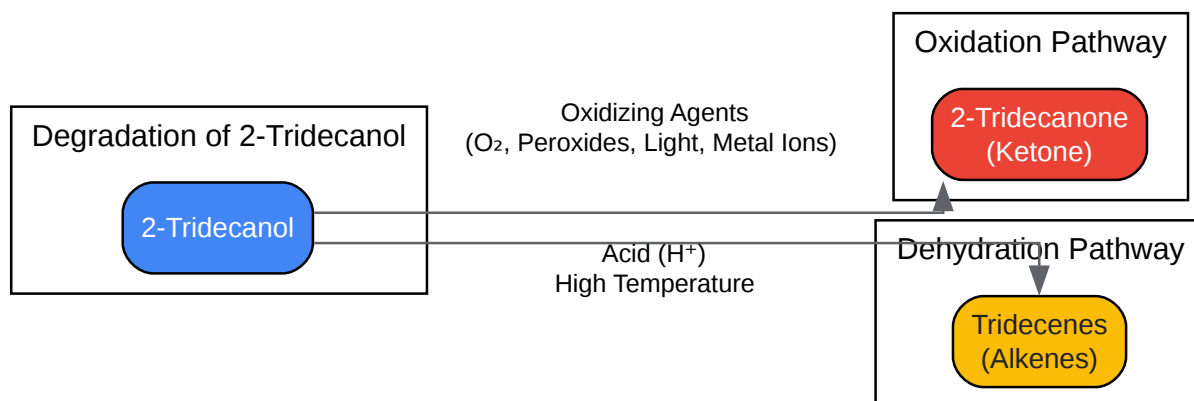 Degradation of 2-Tridecanol
2-Tridecanol
Oxidizing Agents
(O₂, Peroxides, Light, Metal Ions)
Acid (H⁺)
High Temperature
Oxidation Pathway
2-Tridecanone
(Ketone)
Dehydration Pathway
Tridecenes
(Alkenes)